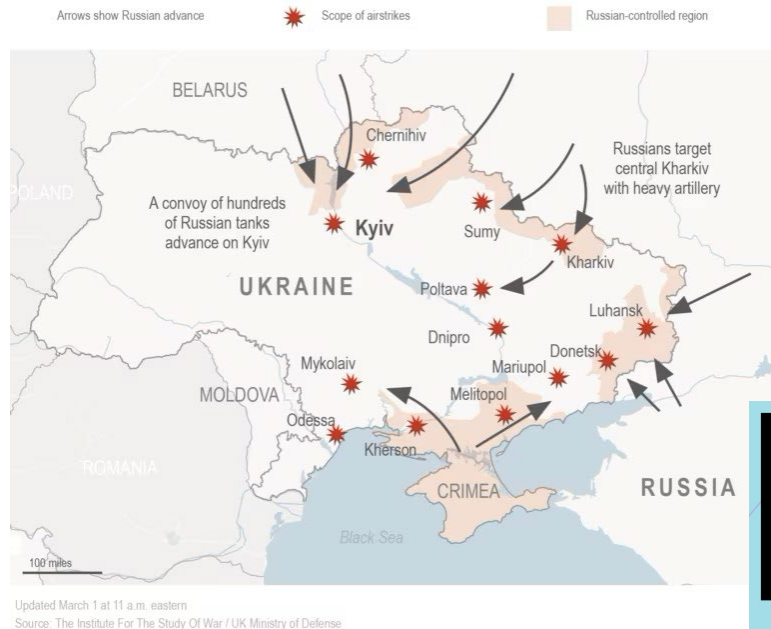 Arrows show Russian advance
Scope of airstrikes
Russian-controlled region
BELARUS
Chernihiv
Russians target
central Kharkiv
with heavy artillery
POLAND
A convoy of hundreds
of Russian tanks
advance on Kyiv
Kyiv
Sumy
Kharkiv
UKRAINE
Poltava
Luhansk
Dnipro
Donetsk
Mariupol
Mykolaiv
Melitopol
MOLDOVA
Odessa
Kherson
ROMANIA
CRIMEA
RUSSIA
Black Sea
100 miles
Updated March 1 at 11 a.m. eastern
Source: The Institute For The Study Of War / UK Ministry of Defense